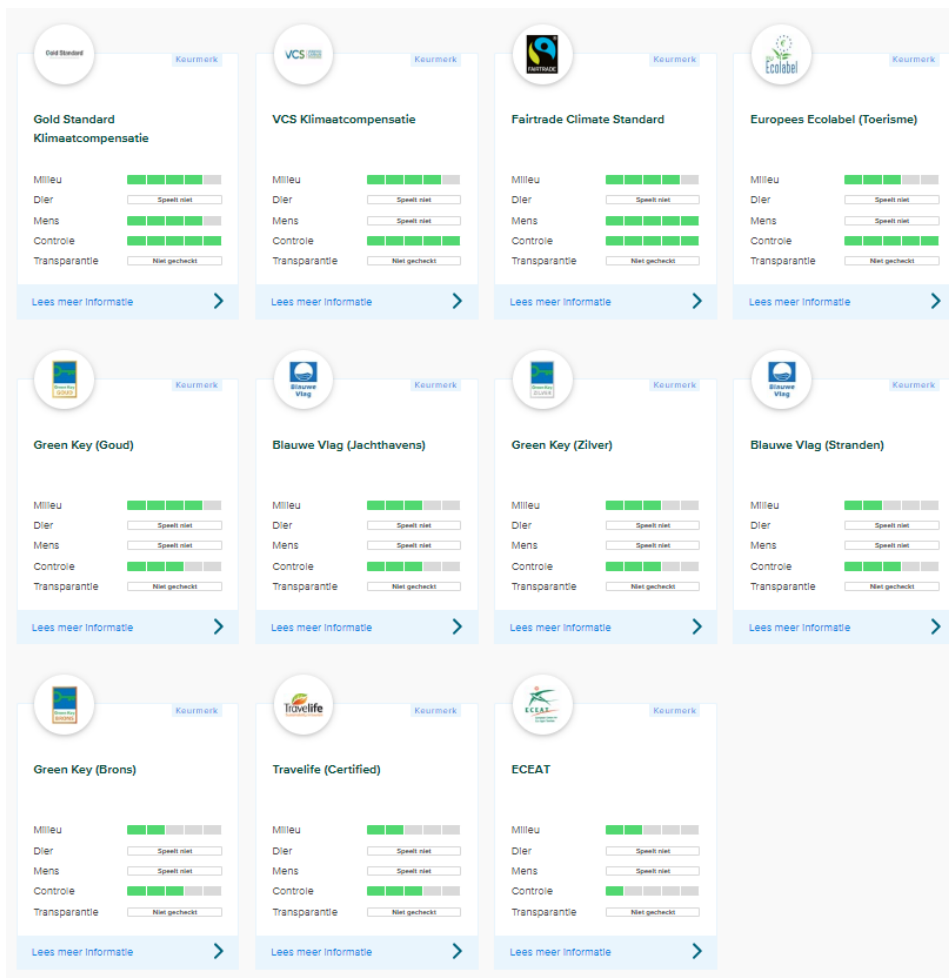 Gold Standard
Keurmerk
VCS
Keurmerk
FAIRTRADE
Keurmerk
Ecolabel
Keurmerk
Gold Standard
Klimaatcompensatie
VCS Klimaatcompensatie
Fairtrade Climate Standard
Europees Ecolabel (Toerisme)
Milieu
Milieu
Milieu
Milieu
Dier Speelt niet
Dier Speelt niet
Dier Speelt niet
Dier Speelt niet
Mens
Mens Speelt niet
Mens
Mens Speelt niet
Controle
Controle
Controle
Controle
Transparantie Niet gecheckt
Transparantie Niet gecheckt
Transparantie Niet gecheckt
Transparantie Niet gecheckt
Lees meer informatie
Lees meer informatie
Lees meer informatie
Lees meer informatie
Green Key
GOUD
Keurmerk
Blauwe
Vlag
Keurmerk
Green Key
ZILVER
Keurmerk
Blauwe
Vlag
Keurmerk
Green Key (Goud)
Blauwe Vlag (Jachthavens)
Green Key (Zilver)
Blauwe Vlag (Stranden)
Milieu
Milieu
Milieu
Milieu
Dier Speelt niet
Dier Speelt niet
Dier Speelt niet
Dier Speelt niet
Mens Speelt niet
Mens Speelt niet
Mens Speelt niet
Mens Speelt niet
Controle
Controle
Controle
Controle
Transparantie Niet gecheckt
Transparantie Niet gecheckt
Transparantie Niet gecheckt
Transparantie Niet gecheckt
Lees meer informatie
Lees meer informatie
Lees meer informatie
Lees meer informatie
Green Key
BRONS
Keurmerk
Travelife
Keurmerk
ECEAT
Keurmerk
Green Key (Brons)
Travelife (Certified)
ECEAT
Milieu
Milieu
Milieu
Dier Speelt niet
Dier Speelt niet
Dier Speelt niet
Mens Speelt niet
Mens Speelt niet
Mens Speelt niet
Controle
Controle
Controle
Transparantie Niet gecheckt
Transparantie Niet gecheckt
Transparantie Niet gecheckt
Lees meer informatie
Lees meer informatie
Lees meer informatie